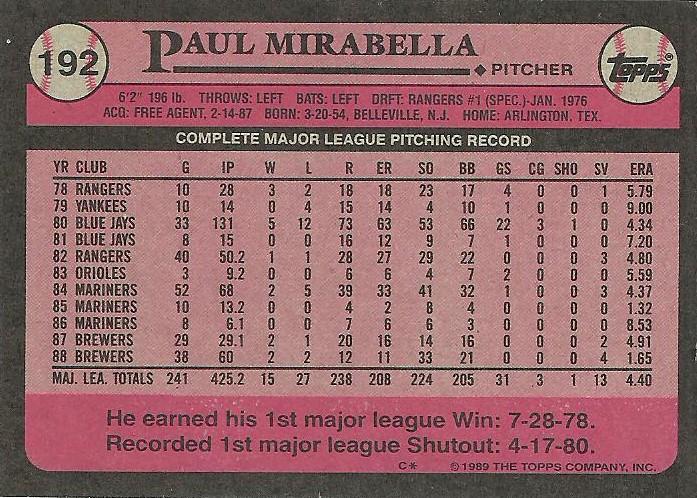 192
PAUL MIRABELLA
PITCHER
TOPPS®
6'2" 196 lb. THROWS: LEFT BATS: LEFT DRFT: RANGERS #1 (SPEC.)-JAN. 1976
ACQ: FREE AGENT, 2-14-87 BORN: 3-20-54, BELLEVILLE, N.J. HOME: ARLINGTON, TEX.
COMPLETE MAJOR LEAGUE PITCHING RECORD
YR CLUB G IP W L R ER SO BB GS CG SHO SV ERA
78 RANGERS 10 28 3 2 18 18 23 17 4 0 0 1 5.79
79 YANKEES 10 14 0 4 15 14 4 10 1 0 0 0 9.00
80 BLUE JAYS 33 131 5 12 73 63 53 66 22 3 1 0 4.34
81 BLUE JAYS 8 15 0 0 16 12 9 7 1 0 0 0 7.20
82 RANGERS 40 50.2 1 1 28 27 29 22 0 0 0 3 4.80
83 ORIOLES 3 9.2 0 0 6 6 4 7 2 0 0 0 5.59
84 MARINERS 52 68 2 5 39 33 41 32 1 0 0 3 4.37
85 MARINERS 10 13.2 0 0 4 2 8 4 0 0 0 0 1.32
86 MARINERS 8 6.1 0 0 7 6 6 3 0 0 0 0 8.53
87 BREWERS 29 29.1 2 1 20 16 14 16 0 0 0 2 4.91
88 BREWERS 38 60 2 2 12 11 33 21 0 0 0 4 1.65
MAJ. LEA. TOTALS 241 425.2 15 27 238 208 224 205 31 3 1 13 4.40
He earned his 1st major league Win: 7-28-78.
Recorded 1st major league Shutout: 4-17-80.
C* © 1989 THE TOPPS COMPANY, INC.